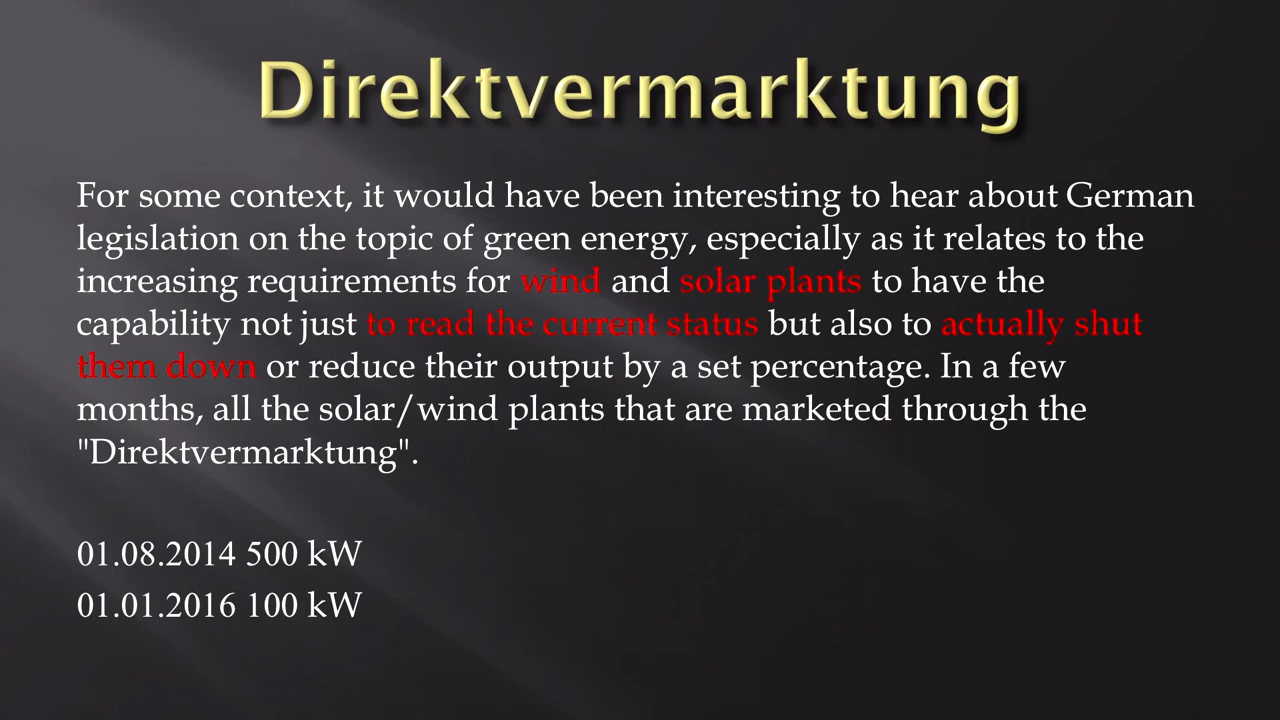 Direktvermarktung
For some context, it would have been interesting to hear about German
legislation on the topic of green energy, especially as it relates to the
increasing requirements for wind and solar plants to have the
capability not just to read the current status but also to actually shut
them down or reduce their output by a set percentage. In a few
months, all the solar/wind plants that are marketed through the
"Direktvermarktung".
01.08.2014 500 kW
01.01.2016 100 kW